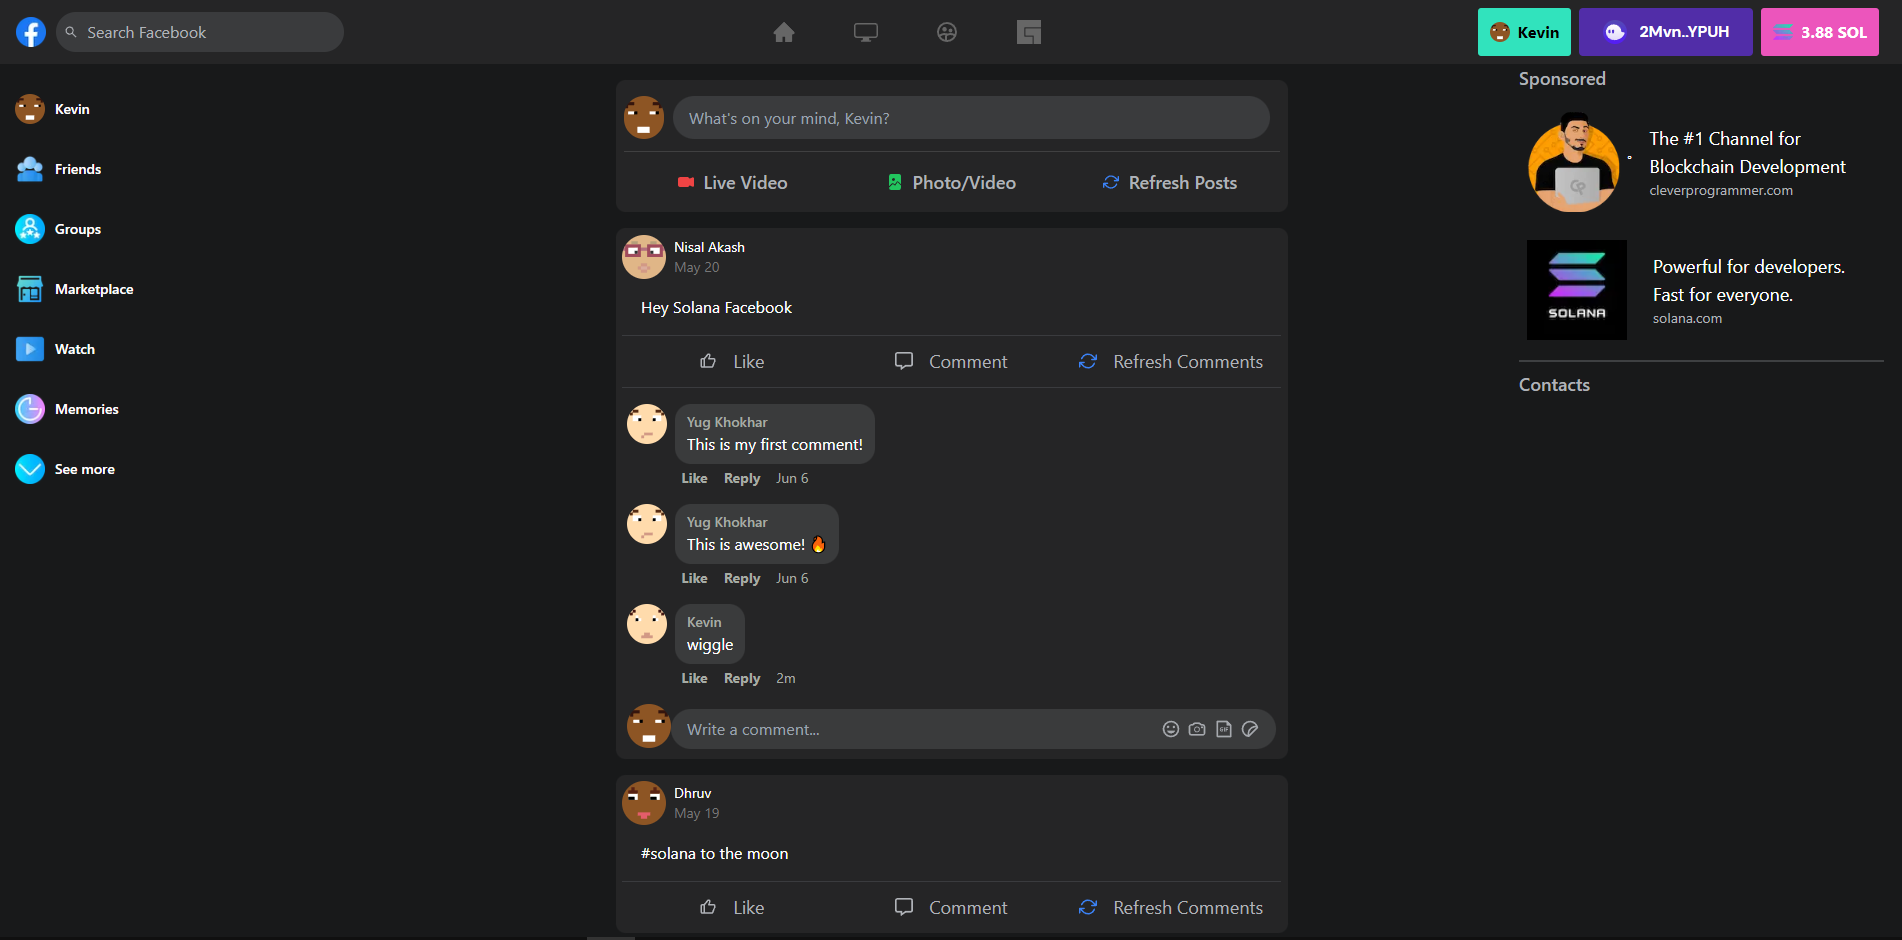 Search Facebook
Kevin
2Mvn..YPUH
3.88 SOL
Kevin
Friends
Groups
Marketplace
Watch
Memories
See more
What's on your mind, Kevin?
Live Video
Photo/Video
Refresh Posts
Nisal Akash
May 20
Hey Solana Facebook
Like
Comment
Refresh Comments
Yug Khokhar
This is my first comment!
Like Reply Jun 6
Yug Khokhar
This is awesome! 🔥
Like Reply Jun 6
Kevin
wiggle
Like Reply 2m
Write a comment...
GIF
Dhruv
May 19
#solana to the moon
Like
Comment
Refresh Comments
Sponsored
The #1 Channel for
Blockchain Development
cleverprogrammer.com
SOLANA
Powerful for developers.
Fast for everyone.
solana.com
Contacts